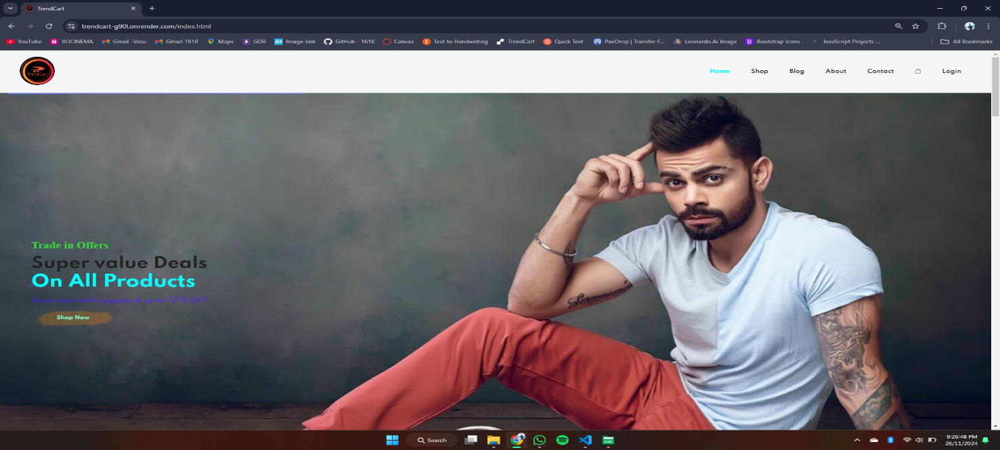 TrendCart
trendcart-g90l.onrender.com/index.html
YouTube JIOCINEMA Gmail -Vasu Gmail-1618 Maps GDB Image-link GitHub - 1618 Canvas Text to Handwriting TrendCart Quick Text PairDrop | Transfer F... Leonardo.Ai Image Bootstrap Icons · JavaScript Projects-... All Bookmarks
TrendCart
Home Shop Blog About Contact Login
Trade in Offers
Super value Deals
On All Products
Save more with coupons & up to 70% OFF
Shop Now
Search
9:26:48 PM
26/11/2024